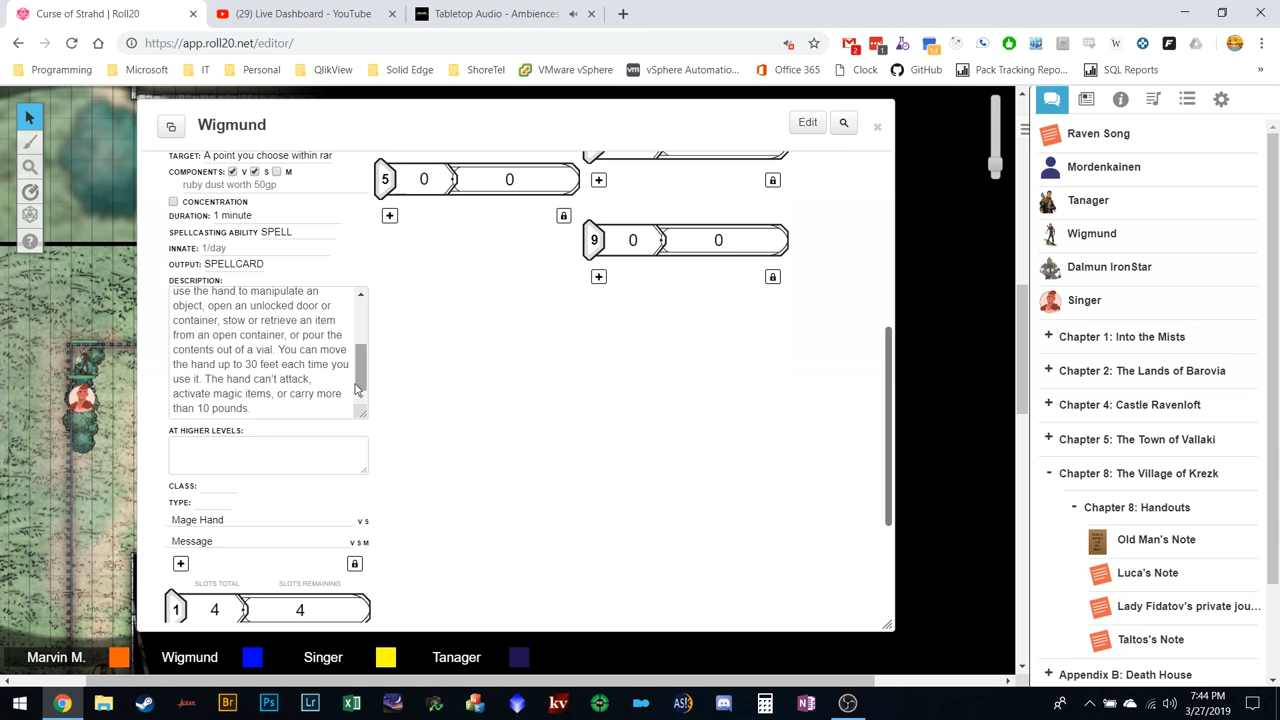 Curse of Strahd | Roll20
(29) Live Dashboard - YouTube
Tabletop Audio - Ambiences
https://app.roll20.net/editor/
2
1
1d
Programming
Microsoft
IT
Personal
QlikView
Solid Edge
ShoreTel
VMware vSphere
vSphere Automatio...
Office 365
Clock
GitHub
Pack Tracking Repo...
SQL Reports
»
Wigmund
Edit
TARGET: A point you choose within rar
COMPONENTS: V S M
ruby dust worth 50gp
CONCENTRATION
DURATION: 1 minute
SPELLCASTING ABILITY SPELL
INNATE: 1/day
OUTPUT: SPELLCARD
DESCRIPTION:
use the hand to manipulate an
object, open an unlocked door or
container, stow or retrieve an item
from an open container, or pour the
contents out of a vial. You can move
the hand up to 30 feet each time you
use it. The hand can't attack,
activate magic items, or carry more
than 10 pounds.
AT HIGHER LEVELS:
CLASS:
TYPE:
Mage Hand V S
Message V S M
SLOTS TOTAL SLOTS REMAINING
1 4 4
5 0 0
9 0 0
Raven Song
Mordenkainen
Tanager
Wigmund
Dalmun IronStar
Singer
+ Chapter 1: Into the Mists
+ Chapter 2: The Lands of Barovia
+ Chapter 4: Castle Ravenloft
+ Chapter 5: The Town of Vallaki
- Chapter 8: The Village of Krezk
- Chapter 8: Handouts
Old Man's Note
Luca's Note
Lady Fidatov's private jou...
Taltos's Note
+ Appendix B: Death House
Marvin M.
Wigmund
Singer
Tanager
Br
Ps
Lr
kv
7:44 PM
3/27/2019